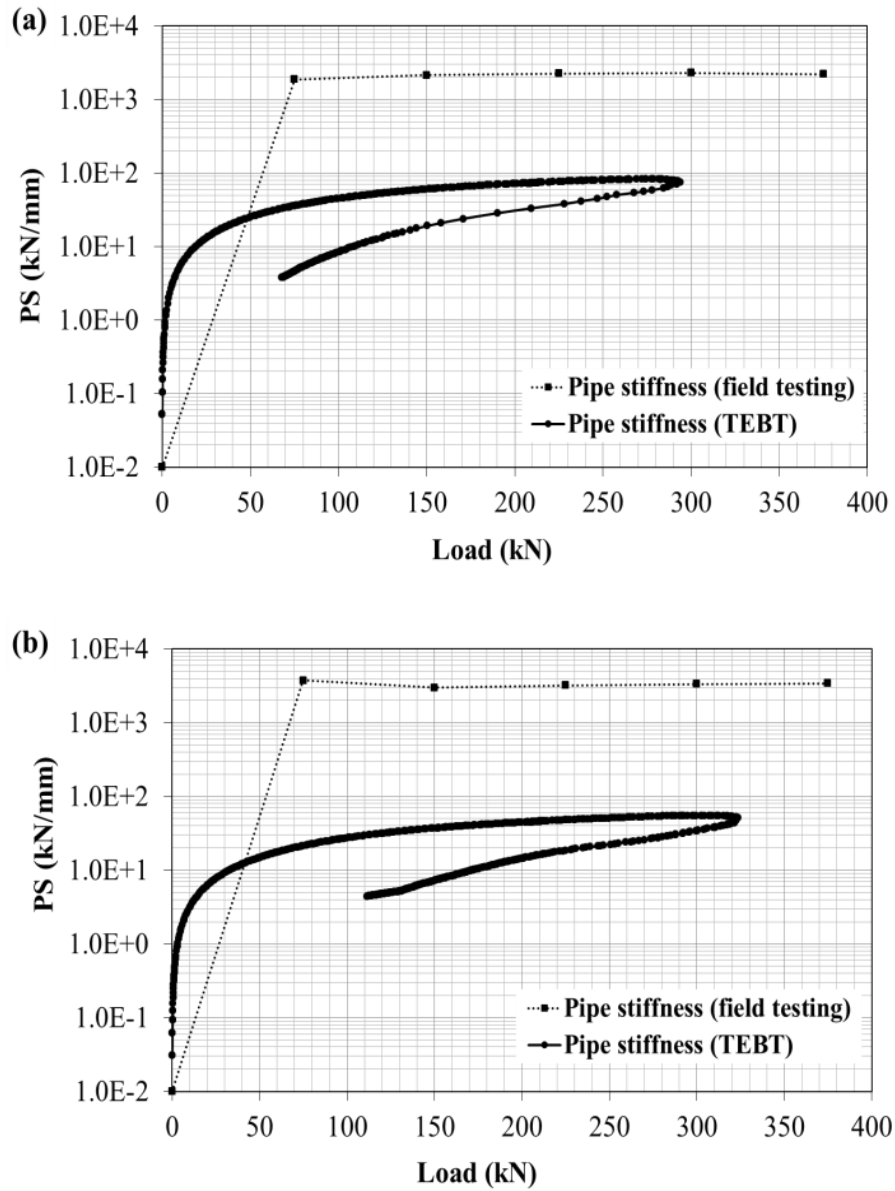 (a)
1.0E+4
1.0E+3
1.0E+2
1.0E+1
1.0E+0
1.0E-1
1.0E-2
PS (kN/mm)
Pipe stiffness (field testing)
Pipe stiffness (TEBT)
0 50 100 150 200 250 300 350 400
Load (kN)
(b)
1.0E+4
1.0E+3
1.0E+2
1.0E+1
1.0E+0
1.0E-1
1.0E-2
PS (kN/mm)
Pipe stiffness (field testing)
Pipe stiffness (TEBT)
0 50 100 150 200 250 300 350 400
Load (kN)